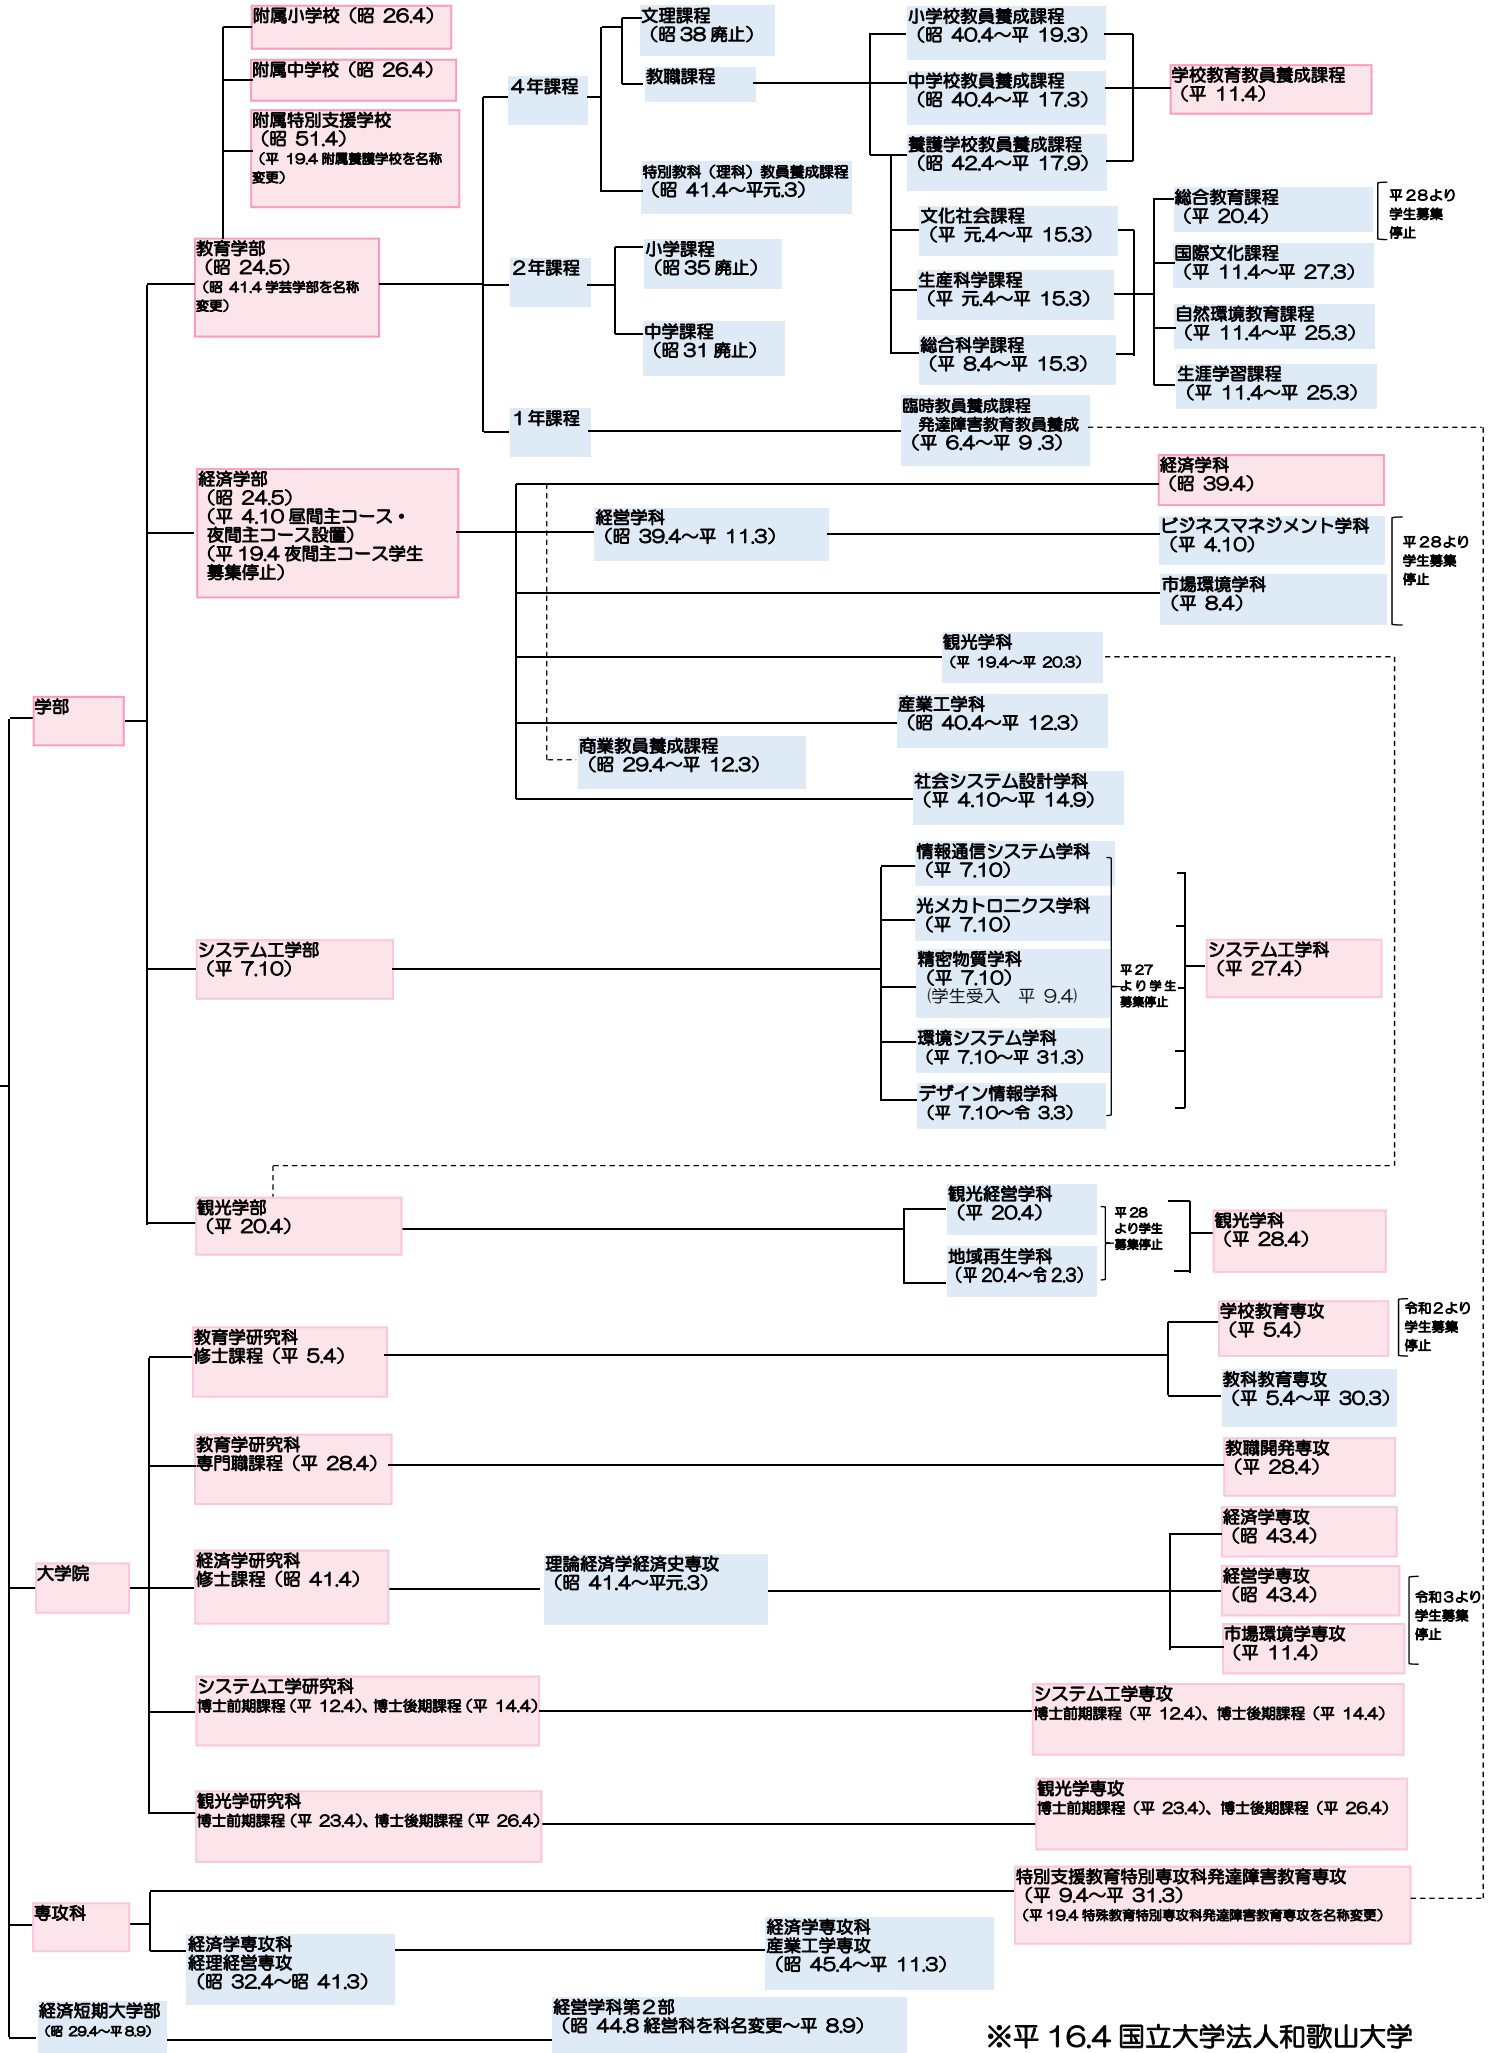 附属小学校（昭 26.4）
附属中学校（昭 26.4）
附属特別支援学校
（昭 51.4）
（平 19.4 附属養護学校を名称
変更）
教育学部
（昭 24.5）
（昭 41.4 学芸学部を名称
変更）
４年課程
２年課程
１年課程
文理課程
（昭 38 廃止）
教職課程
特別教科（理科）教員養成課程
（昭 41.4～平元.3）
小学課程
（昭 35 廃止）
中学課程
（昭 31 廃止）
小学校教員養成課程
（昭 40.4～平 19.3）
中学校教員養成課程
（昭 40.4～平 17.3）
養護学校教員養成課程
（昭 42.4～平 17.9）
文化社会課程
（平 元.4～平 15.3）
生産科学課程
（平 元.4～平 15.3）
総合科学課程
（平 8.4～平 15.3）
臨時教員養成課程
発達障害教育教員養成
（平 6.4～平 9 .3）
学校教育教員養成課程
（平 11.4）
総合教育課程
（平 20.4）
平 28より
学生募集
停止
国際文化課程
（平 11.4～平 27.3）
自然環境教育課程
（平 11.4～平 25.3）
生涯学習課程
（平 11.4～平 25.3）
経済学部
（昭 24.5）
（平 4.10 昼間主コース・
夜間主コース設置）
（平 19.4 夜間主コース学生
募集停止）
経済学科
（昭 39.4）
経営学科
（昭 39.4～平 11.3）
ビジネスマネジメント学科
（平 4.10）
市場環境学科
（平 8.4）
平 28より
学生募集
停止
観光学科
（平 19.4～平 20.3）
産業工学科
（昭 40.4～平 12.3）
商業教員養成課程
（昭 29.4～平 12.3）
社会システム設計学科
（平 4.10～平 14.9）
学部
システム工学部
（平 7.10）
情報通信システム学科
（平 7.10）
光メカトロニクス学科
（平 7.10）
精密物質学科
（平 7.10）
(学生受入　平 9.4)
環境システム学科
（平 7.10～平 31.3）
デザイン情報学科
（平 7.10～令 3.3）
平 27
より 学 生
募集停止
システム工学科
（平 27.4）
観光学部
（平 20.4）
観光経営学科
（平 20.4）
地域再生学科
（平 20.4～令 2.3）
平 28
より学生
募集停止
観光学科
（平 28.4）
教育学研究科
修士課程（平 5.4）
学校教育専攻
（平 5.4）
令和 2 より
学生募集
停止
教科教育専攻
（平 5.4～平 30.3）
教育学研究科
専門職課程（平 28.4）
教職開発専攻
（平 28.4）
大学院
経済学研究科
修士課程（昭 41.4）
理論経済学経済史専攻
（昭 41.4～平元.3）
経済学専攻
（昭 43.4）
経営学専攻
（昭 43.4）
市場環境学専攻
（平 11.4）
令和 3 より
学生募集
停止
システム工学研究科
博士前期課程（平 12.4）、博士後期課程（平 14.4）
システム工学専攻
博士前期課程（平 12.4）、博士後期課程（平 14.4）
観光学研究科
博士前期課程（平 23.4）、博士後期課程（平 26.4）
観光学専攻
博士前期課程（平 23.4）、博士後期課程（平 26.4）
専攻科
特別支援教育特別専攻科発達障害教育専攻
（平 9.4～平 31.3）
（平 19.4 特殊教育特別専攻科発達障害教育専攻を名称変更）
経済学専攻科
経理経営専攻
（昭 32.4～昭 41.3）
経済学専攻科
産業工学専攻
（昭 45.4～平 11.3）
経済短期大学部
（昭 29.4～平 8.9）
経営学科第２部
（昭 44.8 経営科を科名変更～平 8.9）
※平 16.4 国立大学法人和歌山大学